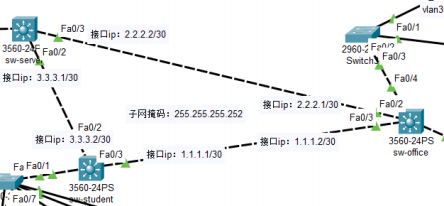 vlan3
Fa0/1
Fa0/3
接口ip：2.2.2.2/30
3560-24
sw-serve
Fa0/2
2960-2
Fa0/2
Switch
Fa0/3
接口ip：3.3.3.1/30
Fa0/4
接口ip：2.2.2.1/30
Fa0/2
子网掩码：255.255.255.252
Fa0/3
Fa0/2
接口ip：3.3.3.2/30
接口ip：1.1.1.2/30
3560-24PS
sw-office
Fa0/3
接口ip：1.1.1.1/30
Fa
Fa0/1
3560-24PS
sw-student
Fa0/7